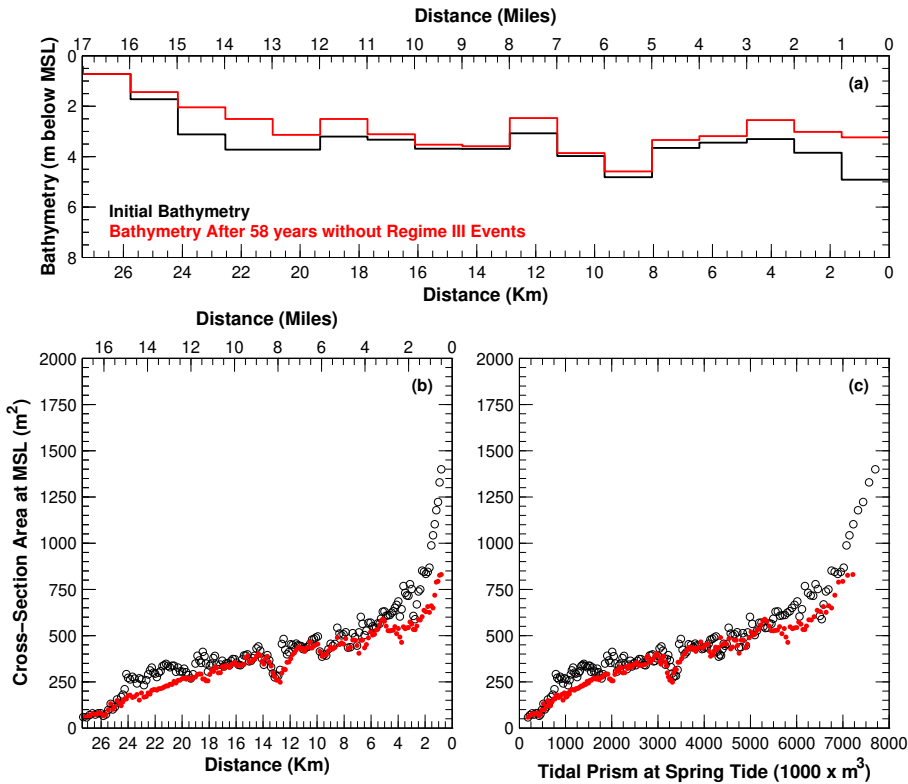 Distance (Miles)
17 16 15 14 13 12 11 10 9 8 7 6 5 4 3 2 1 0
Bathymetry (m below MSL)
0
2
4
6
8
(a)
Initial Bathymetry
Bathymetry After 58 years without Regime III Events
26 24 22 20 18 16 14 12 10 8 6 4 2 0
Distance (Km)
Distance (Miles)
16 14 12 10 8 6 4 2 0
Cross−Section Area at MSL (m²)
2000
1750
1500
1250
1000
750
500
250
0
(b)
26 24 22 20 18 16 14 12 10 8 6 4 2 0
Distance (Km)
2000
1750
1500
1250
1000
750
500
250
0
(c)
0 1000 2000 3000 4000 5000 6000 7000 8000
Tidal Prism at Spring Tide (1000 x m³)